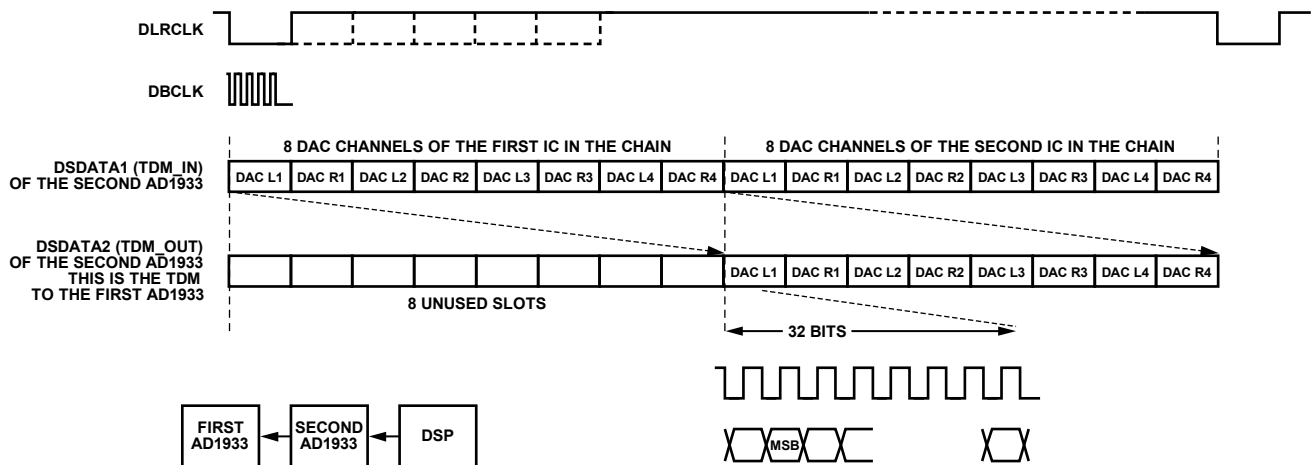 DLRCLK
DBCLK
8 DAC CHANNELS OF THE FIRST IC IN THE CHAIN
8 DAC CHANNELS OF THE SECOND IC IN THE CHAIN
DSDATA1 (TDM_IN)
OF THE SECOND AD1933
DAC L1 DAC R1 DAC L2 DAC R2 DAC L3 DAC R3 DAC L4 DAC R4 DAC L1 DAC R1 DAC L2 DAC R2 DAC L3 DAC R3 DAC L4 DAC R4
DSDATA2 (TDM_OUT)
OF THE SECOND AD1933
THIS IS THE TDM
TO THE FIRST AD1933
DAC L1 DAC R1 DAC L2 DAC R2 DAC L3 DAC R3 DAC L4 DAC R4
8 UNUSED SLOTS
32 BITS
FIRST
AD1933
SECOND
AD1933
DSP
MSB